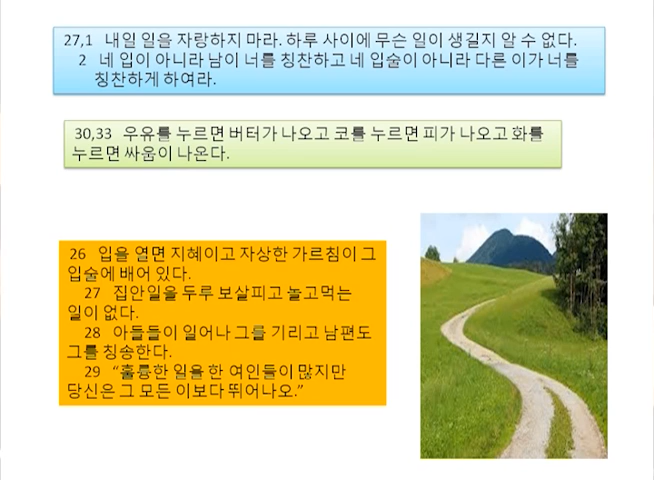 27,1 내일 일을 자랑하지 마라. 하루 사이에 무슨 일이 생길지 알 수 없다.
2 네 입이 아니라 남이 너를 칭찬하고 네 입술이 아니라 다른 이가 너를
칭찬하게 하여라.
30,33 우유를 누르면 버터가 나오고 코를 누르면 피가 나오고 화를
누르면 싸움이 나온다.
26 입을 열면 지혜이고 자상한 가르침이 그
입술에 배어 있다.
27 집안일을 두루 보살피고 놀고먹는
일이 없다.
28 아들들이 일어나 그를 기리고 남편도
그를 칭송한다.
29 “훌륭한 일을 한 여인들이 많지만
당신은 그 모든 이보다 뛰어나오.”